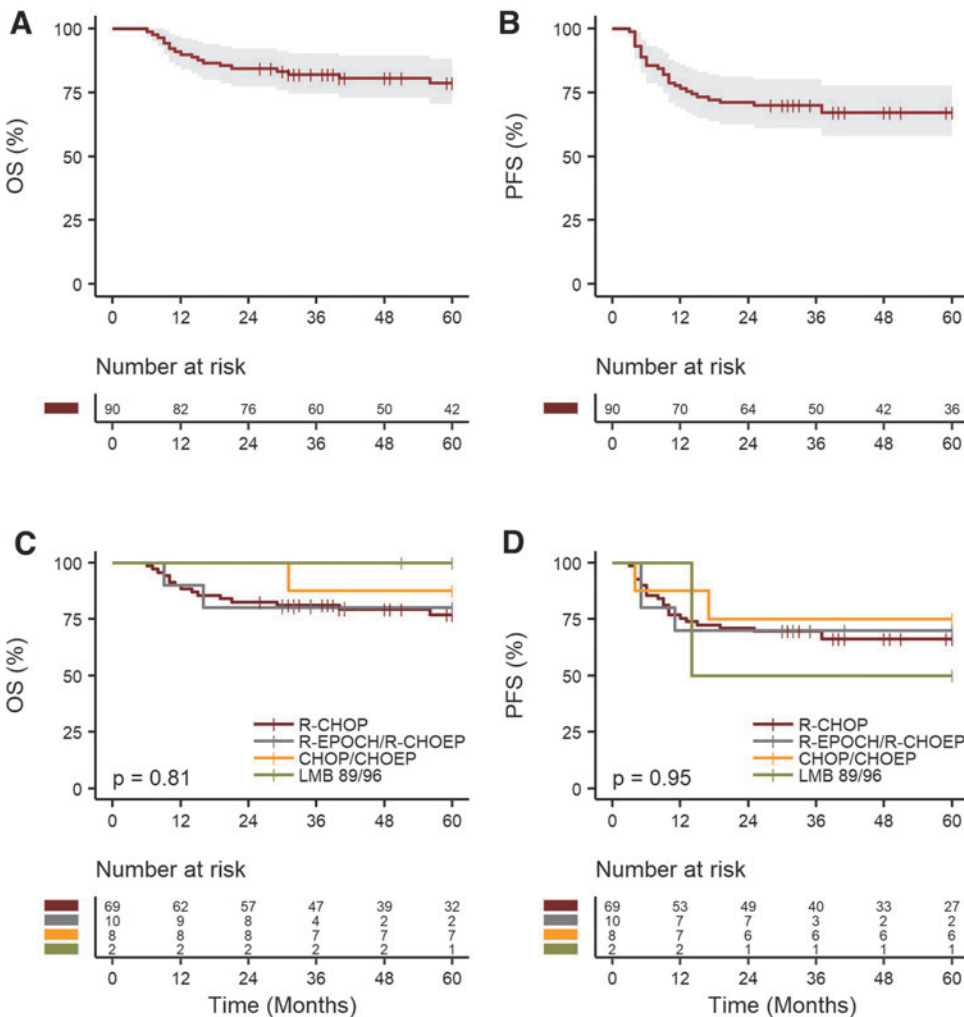 A
100
75
50
25
0
OS (%)
0 12 24 36 48 60
Number at risk
90 82 76 60 50 42
0 12 24 36 48 60
B
100
75
50
25
0
PFS (%)
0 12 24 36 48 60
Number at risk
90 70 64 50 42 36
0 12 24 36 48 60
C
100
75
50
25
0
OS (%)
R-CHOP
R-EPOCH/R-CHOEP
CHOP/CHOEP
LMB 89/96
p = 0.81
0 12 24 36 48 60
Number at risk
69 62 57 47 39 32
10 9 8 4 2 2
8 8 8 7 7 7
2 2 2 2 2 1
0 12 24 36 48 60
Time (Months)
D
100
75
50
25
0
PFS (%)
R-CHOP
R-EPOCH/R-CHOEP
CHOP/CHOEP
LMB 89/96
p = 0.95
0 12 24 36 48 60
Number at risk
69 53 49 40 33 27
10 7 7 3 2 2
8 7 6 6 6 6
2 2 1 1 1 1
0 12 24 36 48 60
Time (Months)